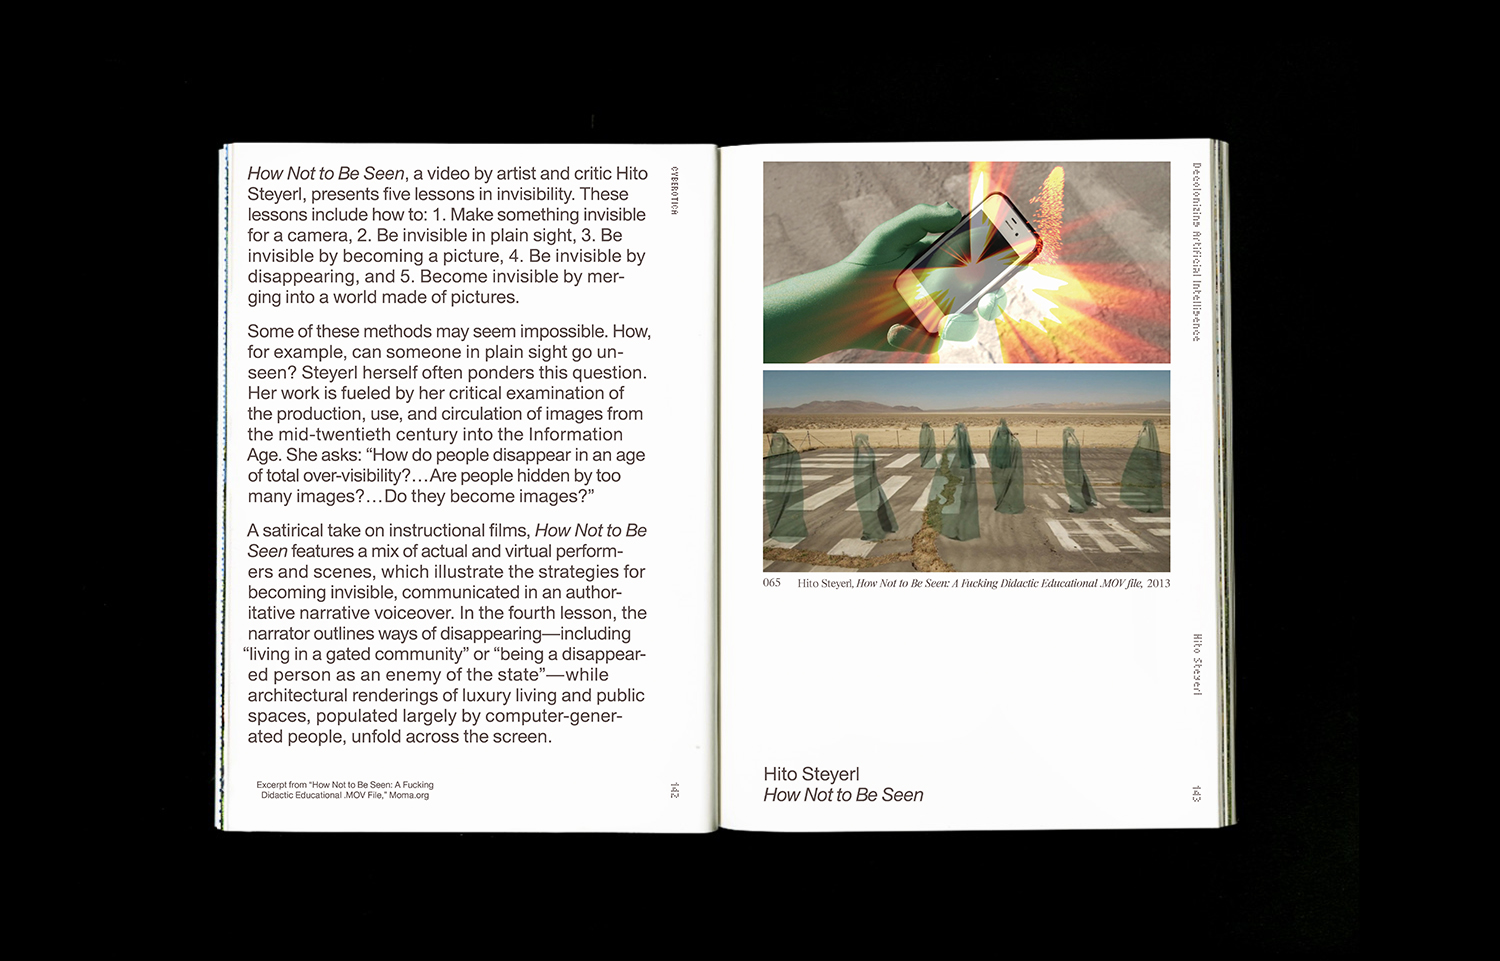 How Not to Be Seen, a video by artist and critic Hito
Steyerl, presents five lessons in invisibility. These
lessons include how to: 1. Make something invisible
for a camera, 2. Be invisible in plain sight, 3. Be
invisible by becoming a picture, 4. Be invisible by
disappearing, and 5. Become invisible by mer-
ging into a world made of pictures.
Some of these methods may seem impossible. How,
for example, can someone in plain sight go un-
seen? Steyerl herself often ponders this question.
Her work is fueled by her critical examination of
the production, use, and circulation of images from
the mid-twentieth century into the Information
Age. She asks: “How do people disappear in an age
of total over-visibility?…Are people hidden by too
many images?…Do they become images?”
A satirical take on instructional films, How Not to Be
Seen features a mix of actual and virtual perform-
ers and scenes, which illustrate the strategies for
becoming invisible, communicated in an author-
itative narrative voiceover. In the fourth lesson, the
narrator outlines ways of disappearing—including
“living in a gated community” or “being a disappear-
ed person as an enemy of the state”—while
architectural renderings of luxury living and public
spaces, populated largely by computer-gener-
ated people, unfold across the screen.
Excerpt from “How Not to Be Seen: A Fucking
Didactic Educational .MOV File,” Moma.org
CYBEROTICA
142
065 Hito Steyerl, How Not to Be Seen: A Fucking Didactic Educational .MOV file, 2013
Hito Steyerl
How Not to Be Seen
Decolonizing Artificial Intelligence
Hito Steyerl
143